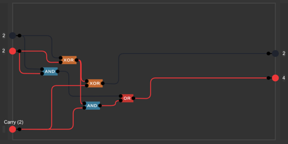 2
XOR
2
2
AND
4
XOR
OR
AND
Carry (2)